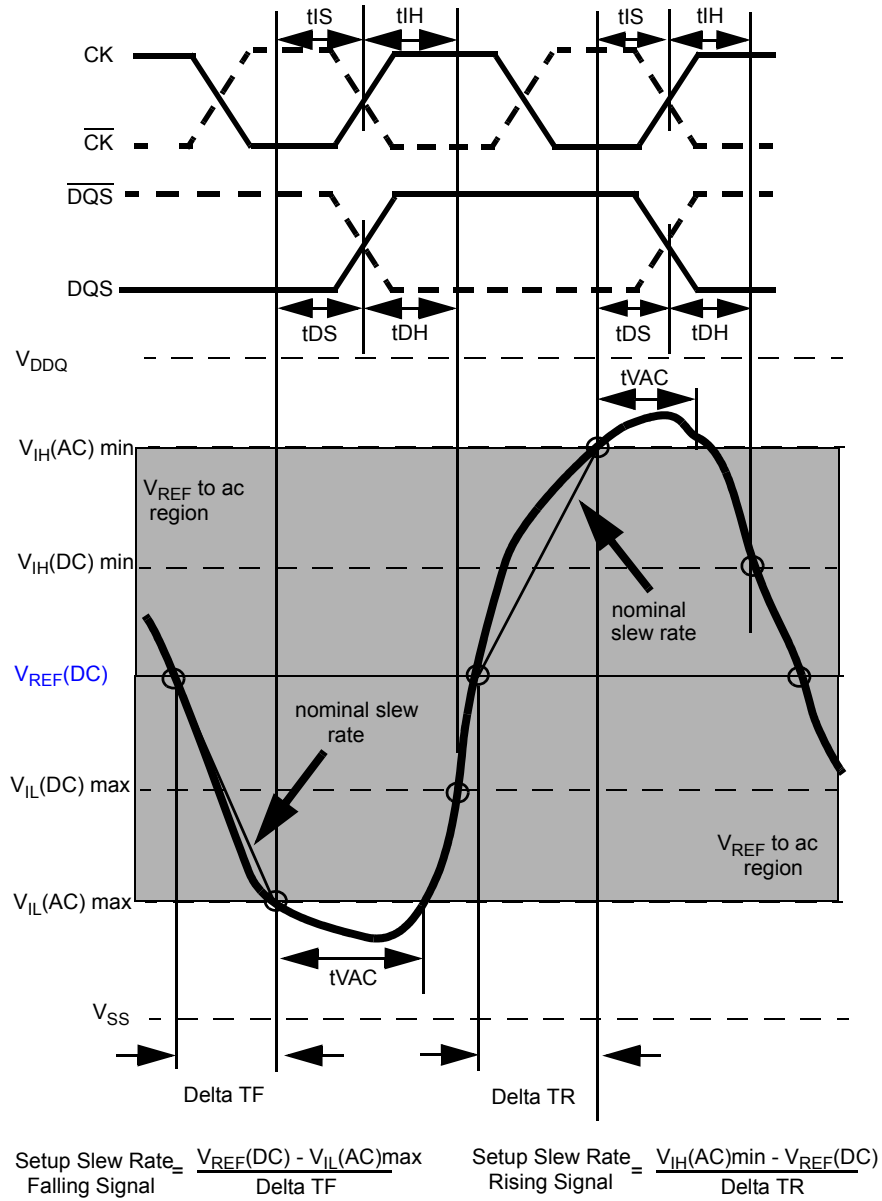 tIS tIH tIS tIH
CK
CK
DQS
DQS
tDS tDH tDS tDH
VDDQ
tVAC
VIH(AC) min
VREF to ac
region
VIH(DC) min
nominal
slew rate
VREF(DC)
nominal slew
rate
VIL(DC) max
VREF to ac
region
VIL(AC) max
tVAC
VSS
Delta TF Delta TR
Setup Slew Rate
Falling Signal
=
VREF(DC) - VIL(AC)max
Delta TF
Setup Slew Rate
Rising Signal
=
VIH(AC)min - VREF(DC)
Delta TR